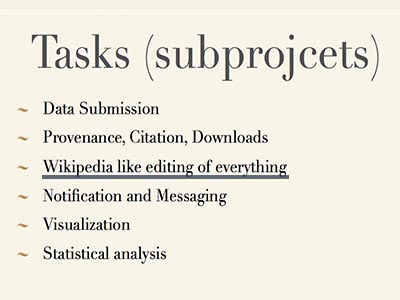 Tasks (subprojcets)
Data Submission
Provenance, Citation, Downloads
Wikipedia like editing of everything
Notification and Messaging
Visualization
Statistical analysis